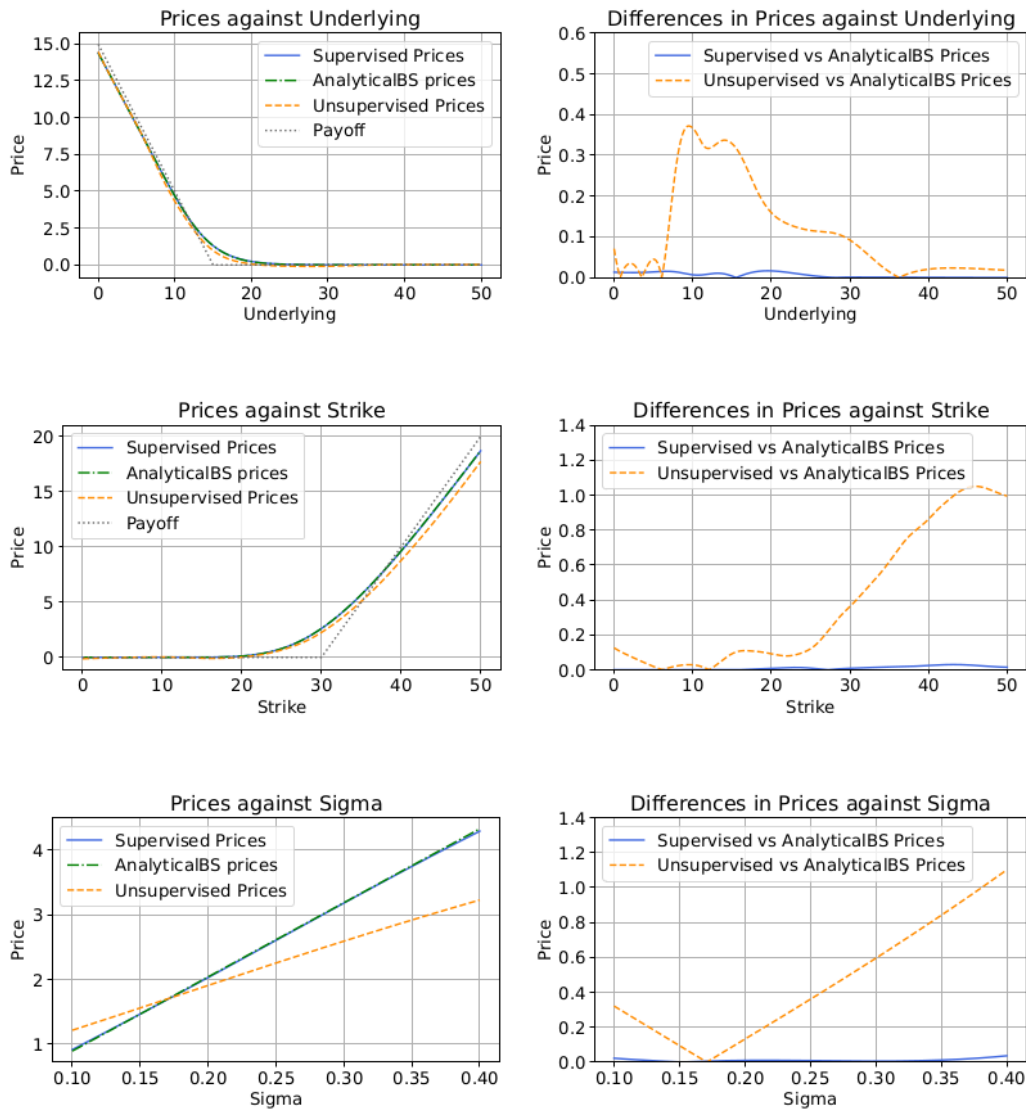 Prices against Underlying
15.0
12.5
10.0
7.5
5.0
2.5
0.0
Price
Supervised Prices
AnalyticalBS prices
Unsupervised Prices
Payoff
0 10 20 30 40 50
Underlying
Differences in Prices against Underlying
0.6
0.5
0.4
0.3
0.2
0.1
0.0
Price
Supervised vs AnalyticalBS Prices
Unsupervised vs AnalyticalBS Prices
0 10 20 30 40 50
Underlying
Prices against Strike
20
15
10
5
0
Price
Supervised Prices
AnalyticalBS prices
Unsupervised Prices
Payoff
0 10 20 30 40 50
Strike
Differences in Prices against Strike
1.4
1.2
1.0
0.8
0.6
0.4
0.2
0.0
Price
Supervised vs AnalyticalBS Prices
Unsupervised vs AnalyticalBS Prices
0 10 20 30 40 50
Strike
Prices against Sigma
4
3
2
1
Price
Supervised Prices
AnalyticalBS prices
Unsupervised Prices
0.10 0.15 0.20 0.25 0.30 0.35 0.40
Sigma
Differences in Prices against Sigma
1.4
1.2
1.0
0.8
0.6
0.4
0.2
0.0
Price
Supervised vs AnalyticalBS Prices
Unsupervised vs AnalyticalBS Prices
0.10 0.15 0.20 0.25 0.30 0.35 0.40
Sigma